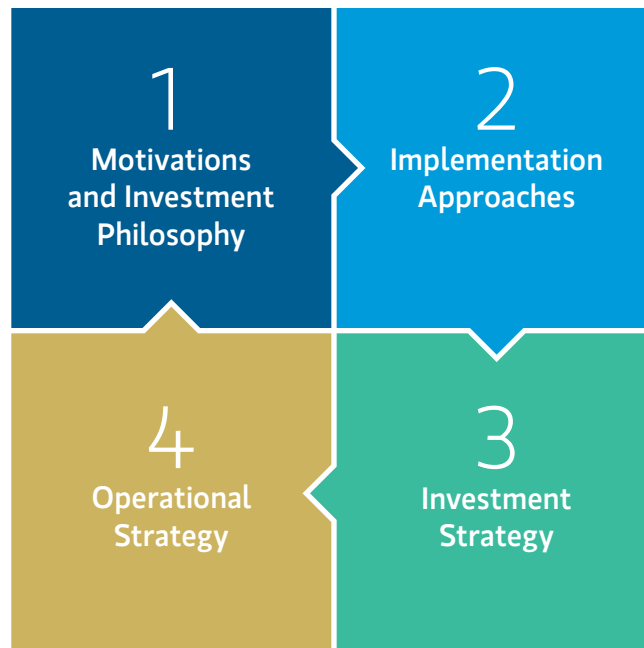 1
Motivations
and Investment
Philosophy
2
Implementation
Approaches
3
Investment
Strategy
4
Operational
Strategy